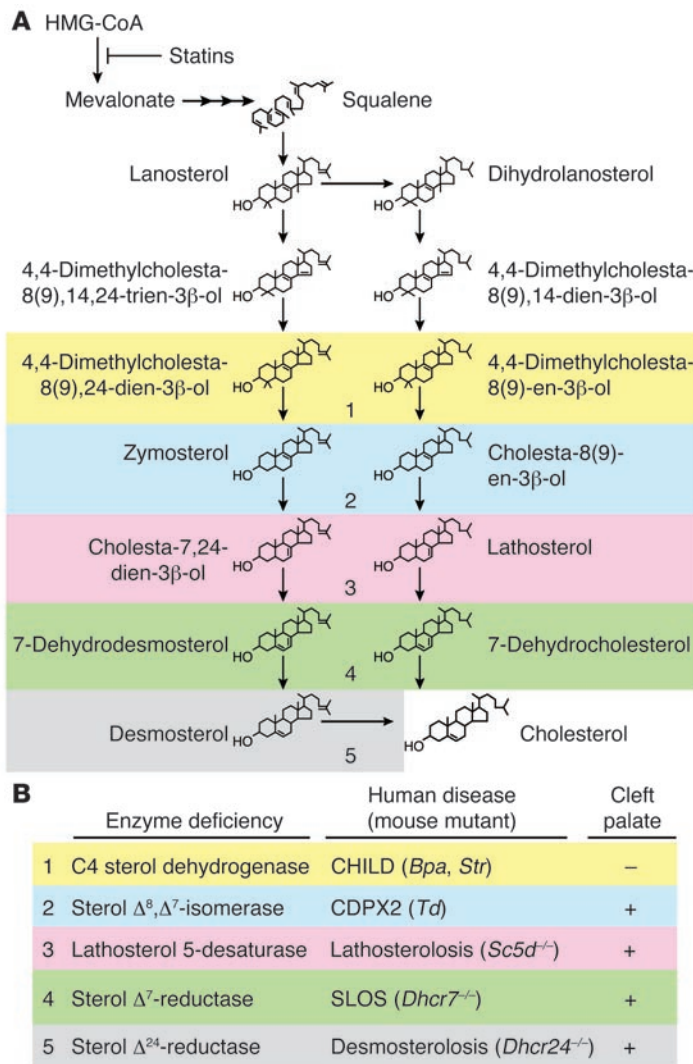 A
HMG-CoA
Statins
Mevalonate
Squalene
Lanosterol
Dihydrolanosterol
HO
HO
4,4-Dimethylcholesta-
8(9),14,24-trien-3β-ol
HO
HO
4,4-Dimethylcholesta-
8(9),14-dien-3β-ol
4,4-Dimethylcholesta-
8(9),24-dien-3β-ol
HO
HO
4,4-Dimethylcholesta-
8(9)-en-3β-ol
1
Zymosterol
HO
HO
Cholesta-8(9)-
en-3β-ol
2
Cholesta-7,24-
dien-3β-ol
HO
HO
Lathosterol
3
7-Dehydrodesmosterol
HO
HO
7-Dehydrocholesterol
4
Desmosterol
HO
HO
Cholesterol
5
B
Enzyme deficiency
Human disease
(mouse mutant)
Cleft
palate
1 C4 sterol dehydrogenase CHILD (Bpa, Str) –
2 Sterol Δ⁸,Δ⁷-isomerase CDPX2 (Td) +
3 Lathosterol 5-desaturase Lathosterolosis (Sc5d⁻/⁻) +
4 Sterol Δ⁷-reductase SLOS (Dhcr7⁻/⁻) +
5 Sterol Δ²⁴-reductase Desmosterolosis (Dhcr24⁻/⁻) +